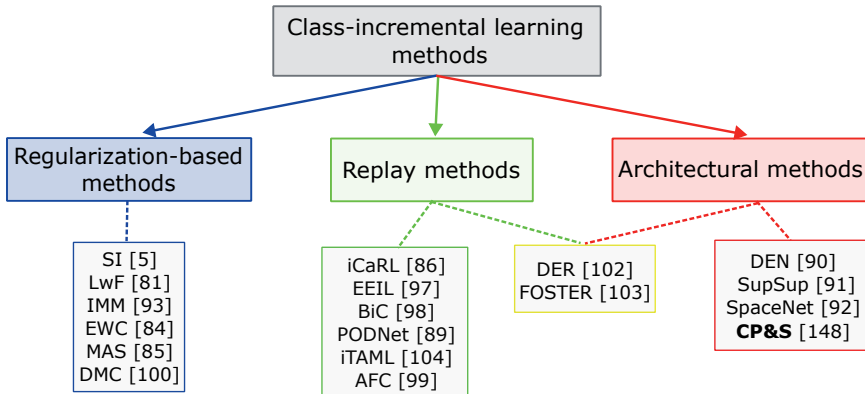 Class-incremental learning
methods
Regularization-based
methods
Replay methods
Architectural methods
SI [5]
LwF [81]
IMM [93]
EWC [84]
MAS [85]
DMC [100]
iCaRL [86]
EEIL [97]
BiC [98]
PODNet [89]
iTAML [104]
AFC [99]
DER [102]
FOSTER [103]
DEN [90]
SupSup [91]
SpaceNet [92]
CP&S [148]